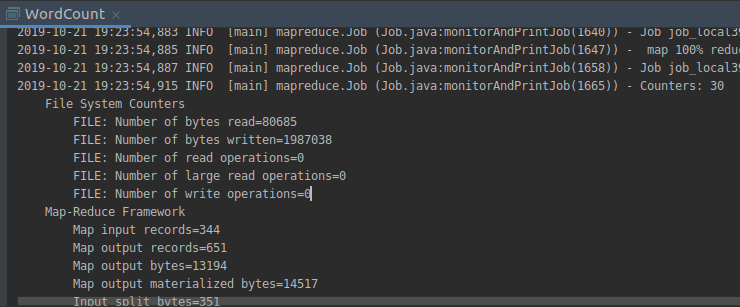 WordCount
2019-10-21 19:23:54,883 INFO  [main] mapreduce.Job (Job.java:monitorAndPrintJob(1640)) - Job job_local39
2019-10-21 19:23:54,885 INFO  [main] mapreduce.Job (Job.java:monitorAndPrintJob(1647)) -  map 100% redu
2019-10-21 19:23:54,887 INFO  [main] mapreduce.Job (Job.java:monitorAndPrintJob(1658)) - Job job_local39
2019-10-21 19:23:54,915 INFO  [main] mapreduce.Job (Job.java:monitorAndPrintJob(1665)) - Counters: 30
File System Counters
FILE: Number of bytes read=80685
FILE: Number of bytes written=1987038
FILE: Number of read operations=0
FILE: Number of large read operations=0
FILE: Number of write operations=0
Map-Reduce Framework
Map input records=344
Map output records=651
Map output bytes=13194
Map output materialized bytes=14517
Input split bytes=351